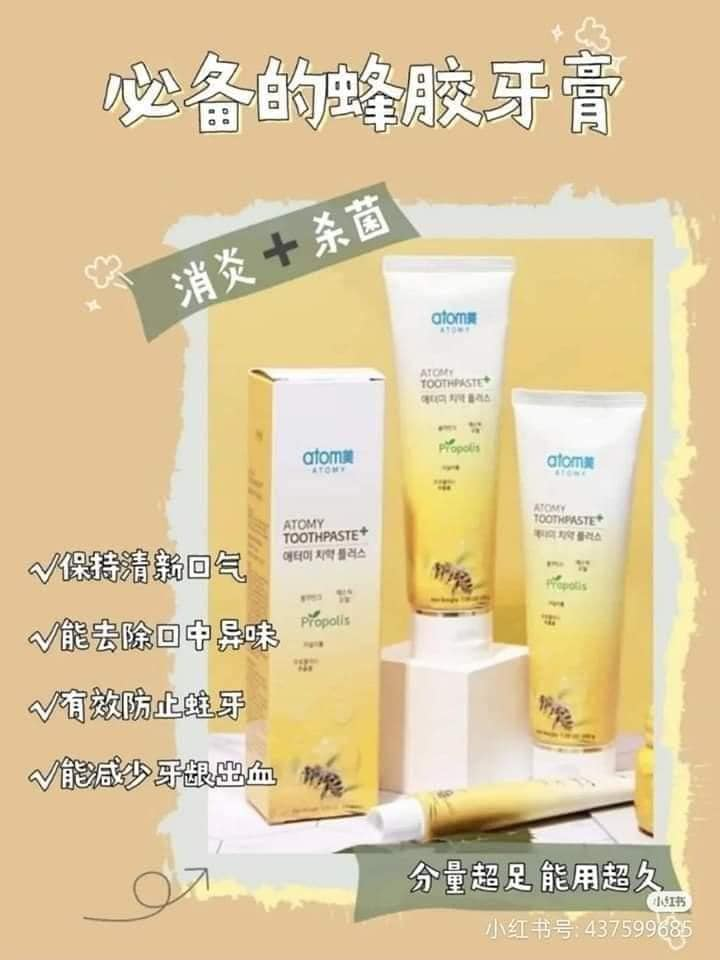 必备的蜂胶牙膏
消炎➕杀菌
atom美
ATOMY
ATOMY
TOOTHPASTE+
애터미 치약 플러스
Propolis
atom美
ATOMY
ATOMY
TOOTHPASTE+
애터미 치약 플러스
Propolis
atom美
ATOMY
ATOMY
TOOTHPASTE+
애터미 치약 플러스
Propolis
√保持清新口气
√能去除口中异味
√有效防止蛀牙
√能减少牙龈出血
分量超足能用超久
小红书
小红书号: 437599685